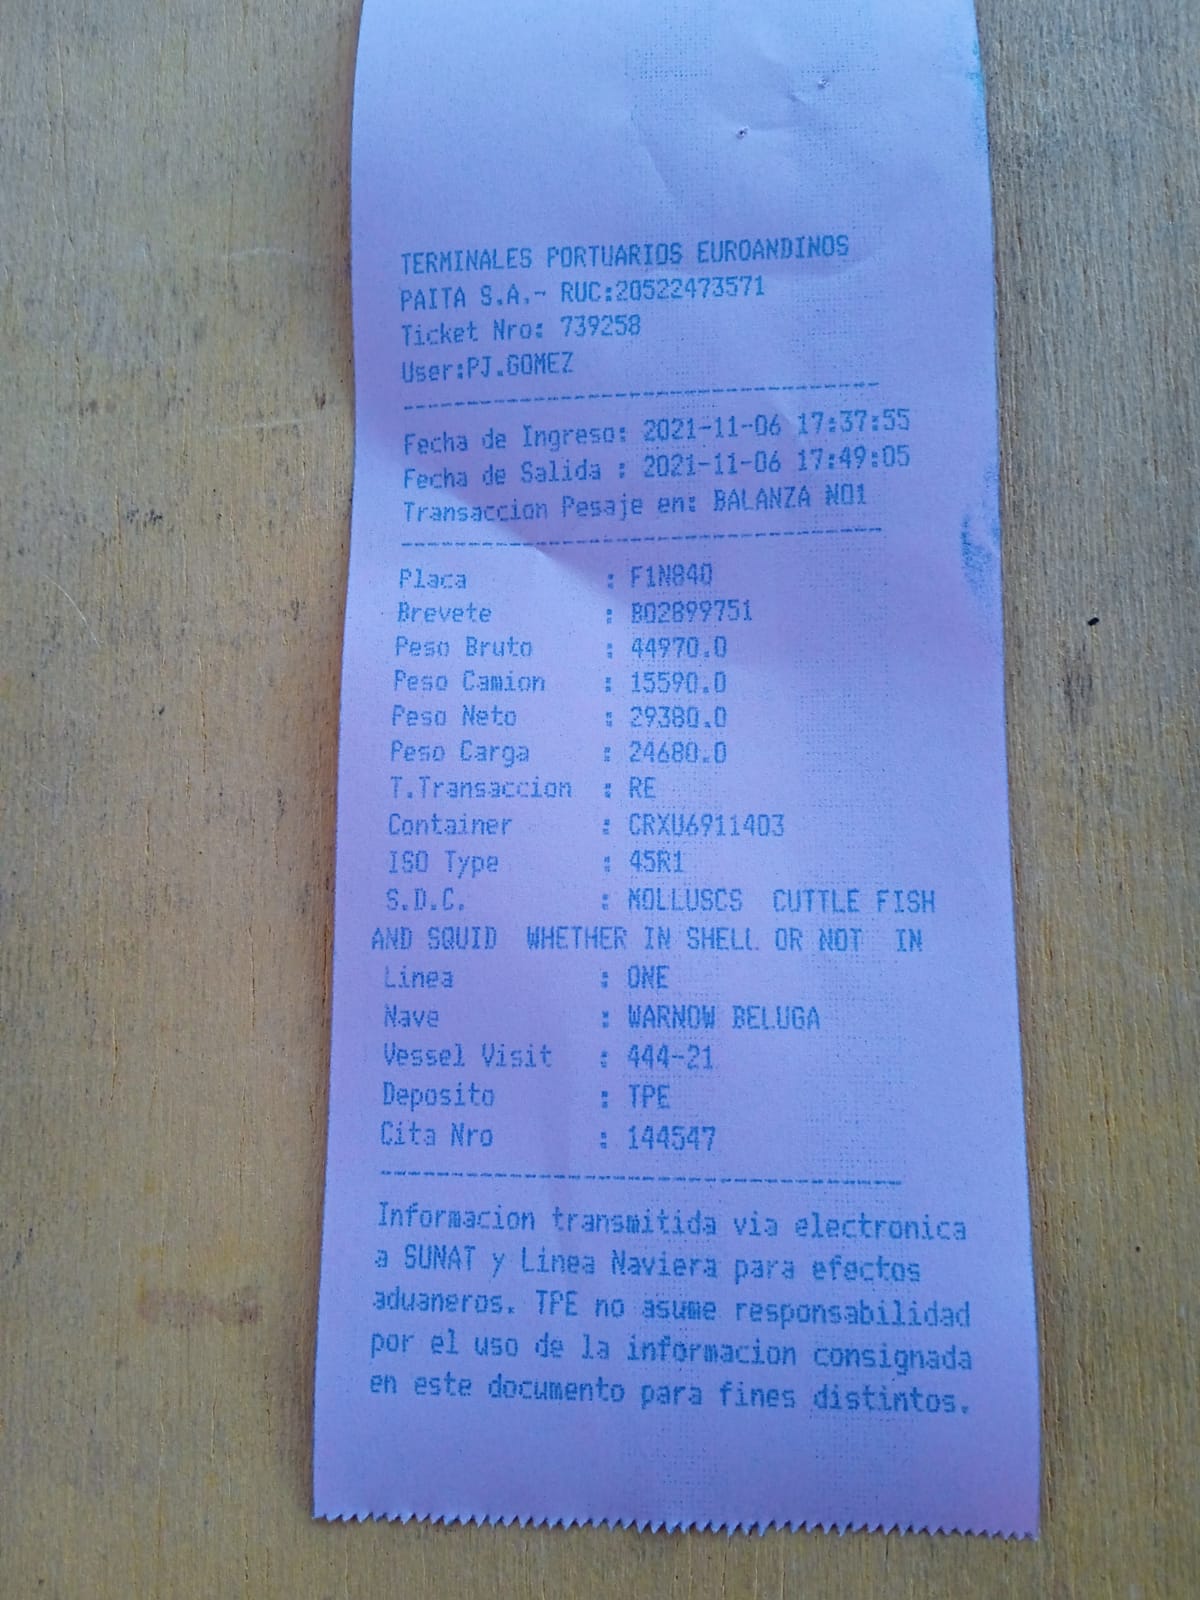 TERMINALES PORTUARIOS EUROANDINOS
PAITA S.A.- RUC:20522473571
Ticket Nro: 739258
User:PJ.GOMEZ
Fecha de Ingreso: 2021-11-06 17:37:55
Fecha de Salida : 2021-11-06 17:49:05
Transaccion Pesaje en: BALANZA NO1
Placa : F1N840
Brevete : B02899751
Peso Bruto : 44970.0
Peso Camion : 15590.0
Peso Neto : 29380.0
Peso Carga : 24680.0
T.Transaccion : RE
Container : CRXU6911403
ISO Type : 45R1
S.D.C. : MOLLUSCS CUTTLE FISH
AND SQUID WHETHER IN SHELL OR NOT IN
Linea : ONE
Nave : WARNOW BELUGA
Vessel Visit : 444-21
Deposito : TPE
Cita Nro : 144547
Informacion transmitida via electronica
a SUNAT y Linea Naviera para efectos
aduaneros. TPE no asume responsabilidad
por el uso de la informacion consignada
en este documento para fines distintos.